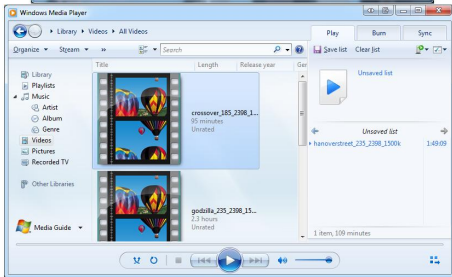 Windows Media Player
Library ▸ Videos ▸ All Videos
Play Burn Sync
Organize Stream » Search Save list Clear list
Title Length Release year Ger
Library
Playlists
Music
Artist
Album
Genre
Videos
Pictures
Recorded TV
Other Libraries
Media Guide
crossover_185_2398_1...
95 minutes
Unrated
godzilla_235_2398_15...
2.3 hours
Unrated
Unsaved list
Unsaved list
hanoverstreet_235_2398_1500k 1:49:09
1 item, 109 minutes